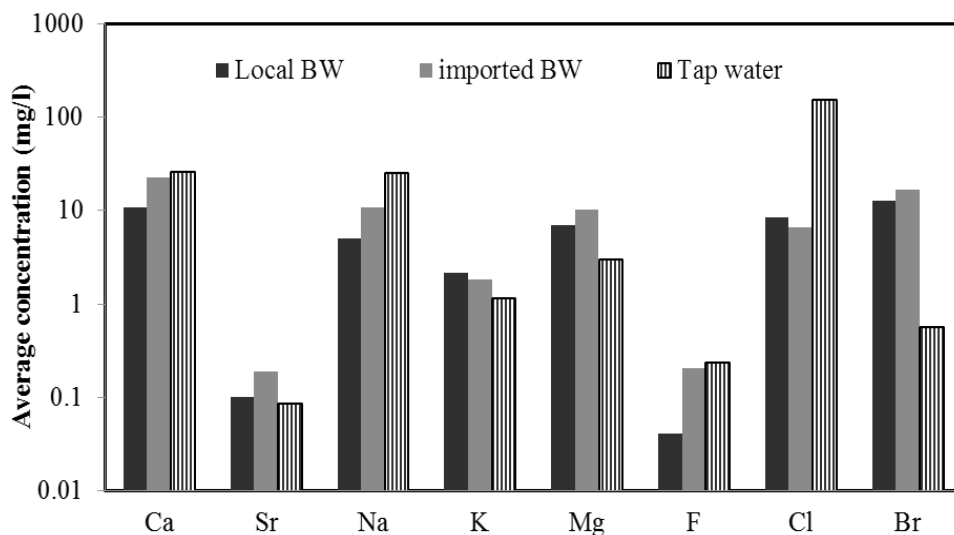 Average concentration (mg/l)
1000
100
10
1
0.1
0.01
Local BW imported BW Tap water
Ca Sr Na K Mg F Cl Br